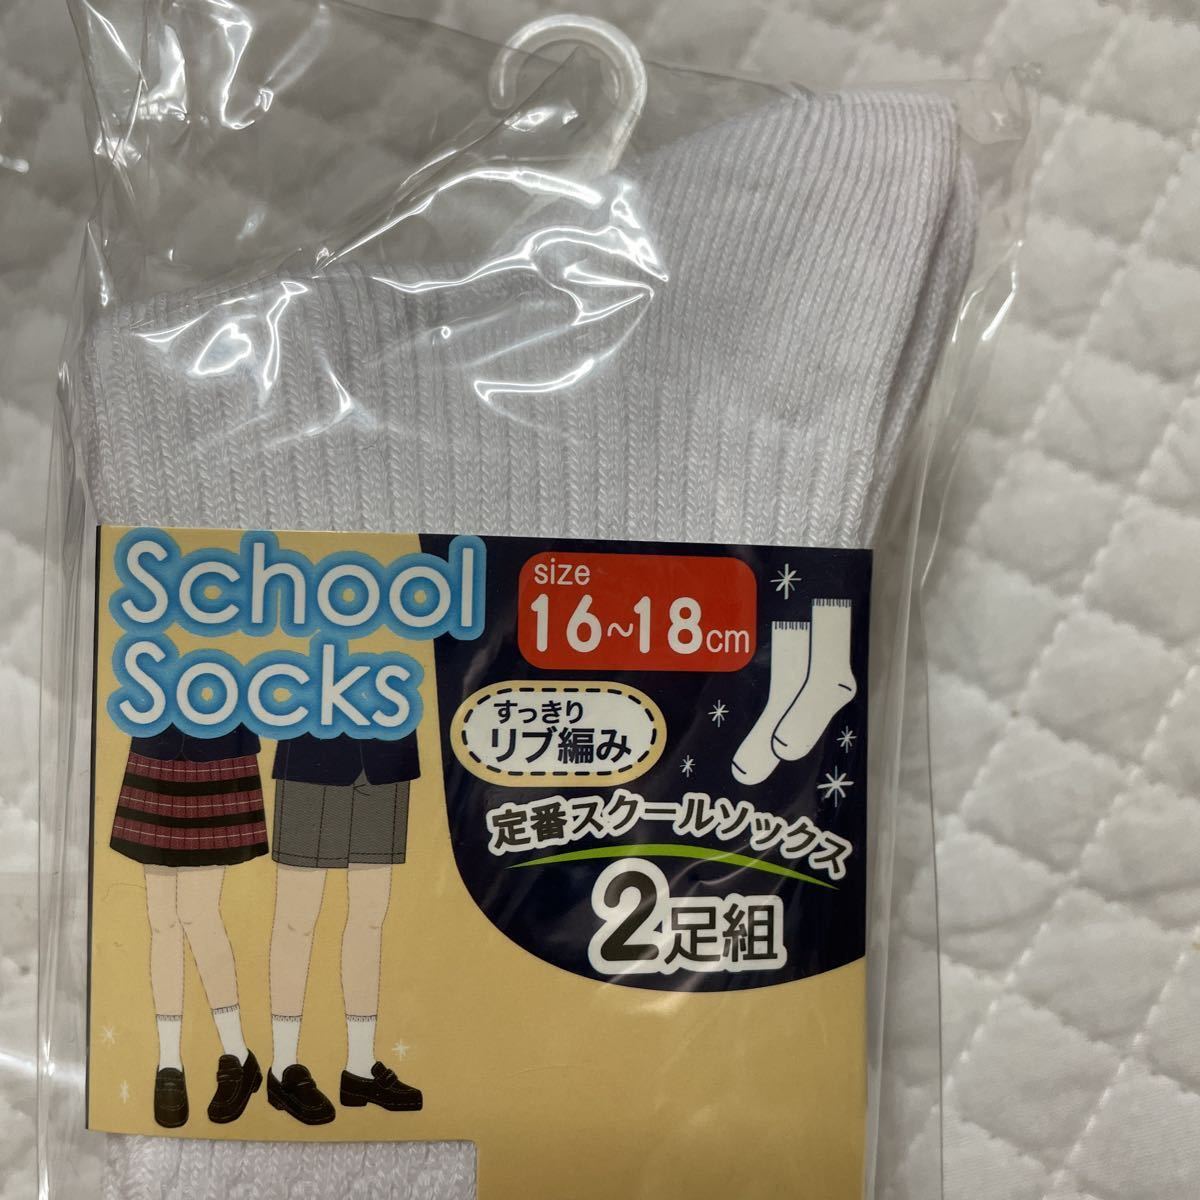 School
Socks
size
16~18cm
すっきり
リブ編み
定番スクールソックス
2足組